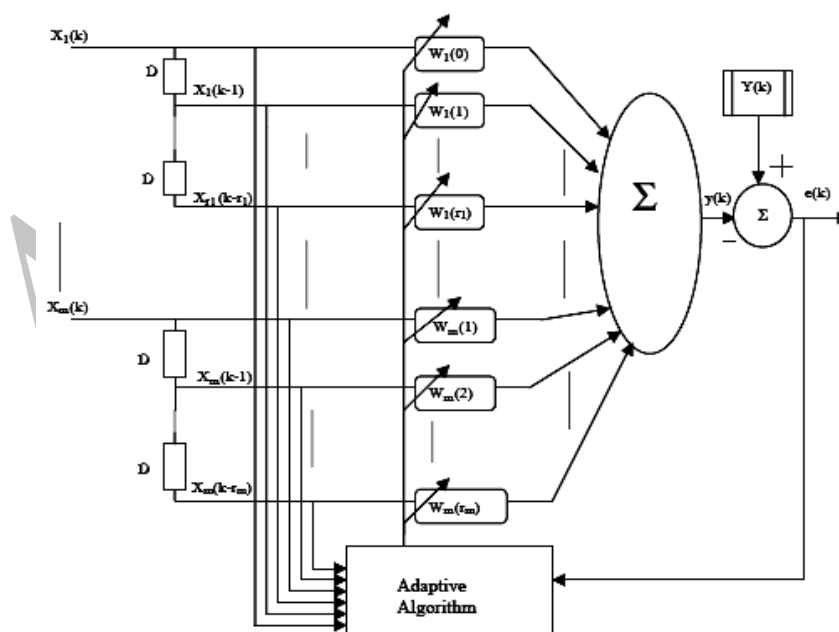 X₁(k)
W₁(0)
D
X₁(k-1)
W₁(1)
Y(k)
D
Xᵣ₁(k-r₁)
W₁(r₁)
Σ
y(k)
+
−
Σ
e(k)
Xₘ(k)
Wₘ(1)
D
Xₘ(k-1)
Wₘ(2)
D
Xₘ(k-rₘ)
Wₘ(rₘ)
Adaptive
Algorithm